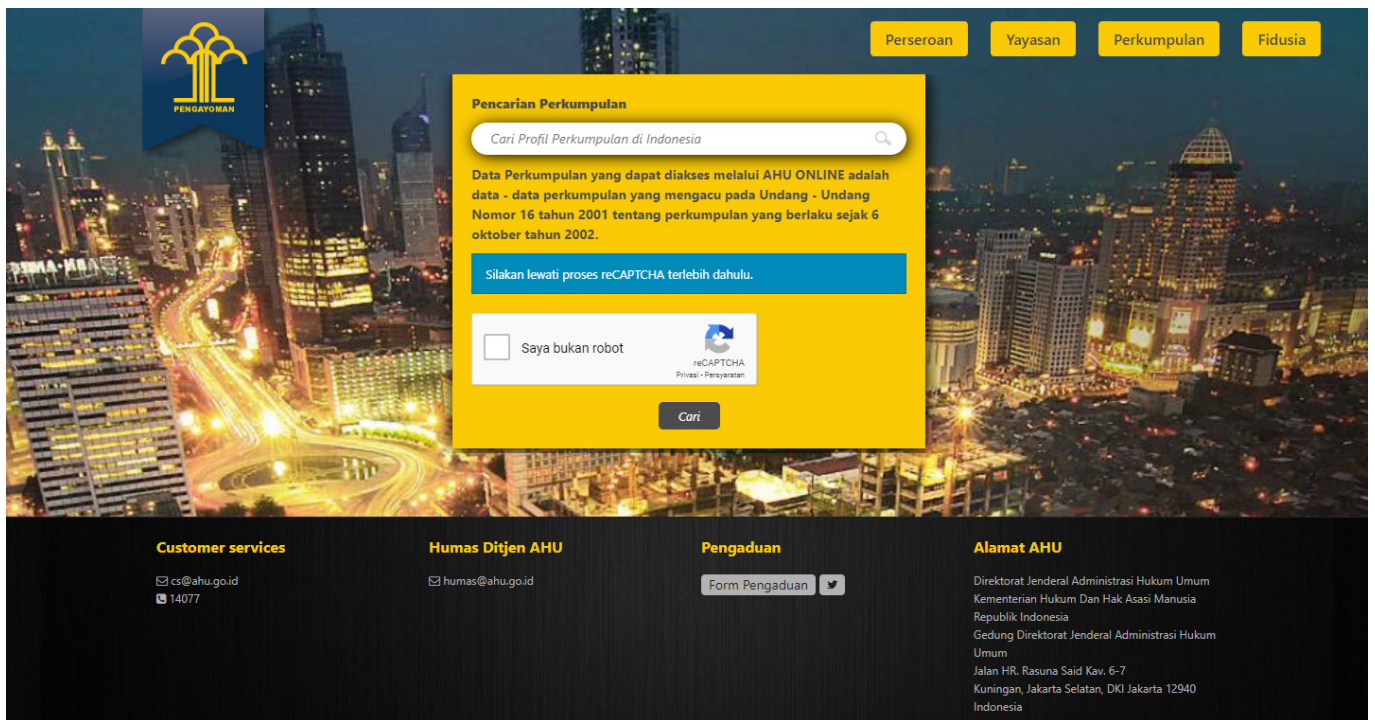 PENGAYOMAN
Perseroan
Yayasan
Perkumpulan
Fidusia
Pencarian Perkumpulan
Cari Profil Perkumpulan di Indonesia
Data Perkumpulan yang dapat diakses melalui AHU ONLINE adalah
data - data perkumpulan yang mengacu pada Undang - Undang
Nomor 16 tahun 2001 tentang perkumpulan yang berlaku sejak 6
oktober tahun 2002.
Silakan lewati proses reCAPTCHA terlebih dahulu.
Saya bukan robot
reCAPTCHA
Privasi - Persyaratan
Cari
Customer services
cs@ahu.go.id
14077
Humas Ditjen AHU
humas@ahu.go.id
Pengaduan
Form Pengaduan
Alamat AHU
Direktorat Jenderal Administrasi Hukum Umum
Kementerian Hukum Dan Hak Asasi Manusia
Republik Indonesia
Gedung Direktorat Jenderal Administrasi Hukum
Umum
Jalan HR. Rasuna Said Kav. 6-7
Kuningan, Jakarta Selatan, DKI Jakarta 12940
Indonesia